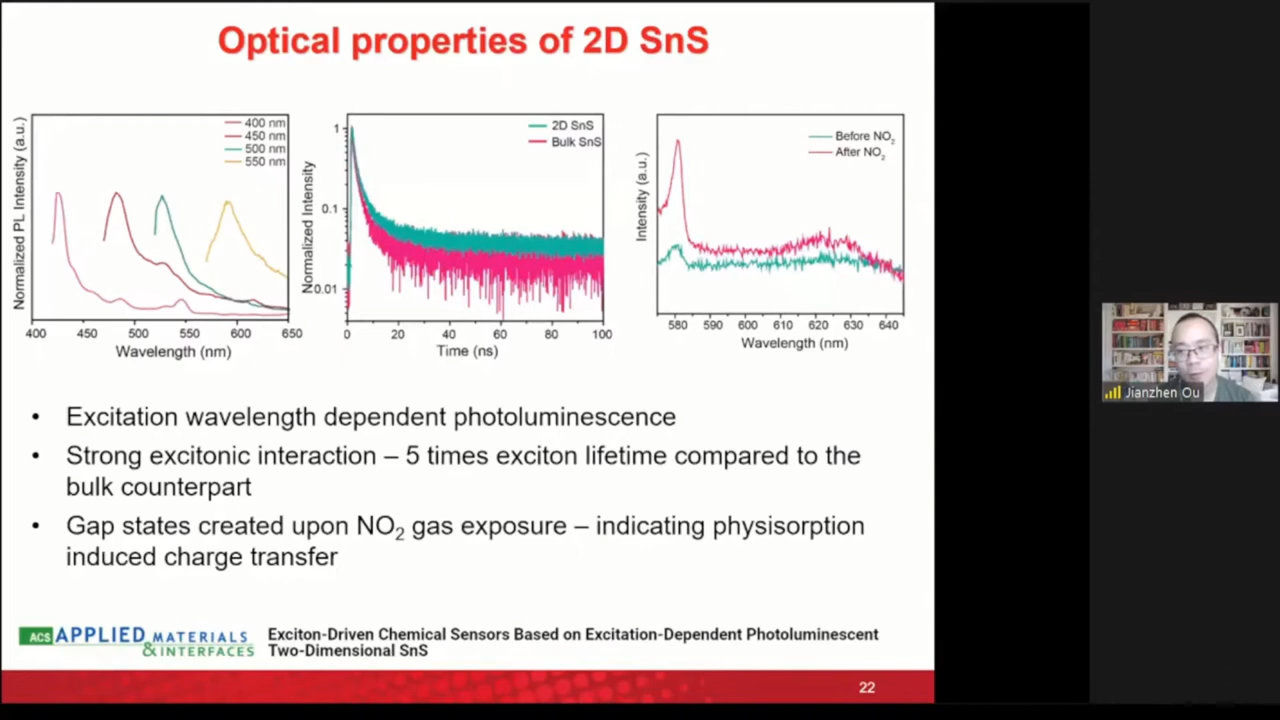 Optical properties of 2D SnS
Normalized PL Intensity (a.u.)
400 nm
450 nm
500 nm
550 nm
400 450 500 550 600 650
Wavelength (nm)
Normalized Intensity
1
0.1
0.01
2D SnS
Bulk SnS
0 20 40 60 80 100
Time (ns)
Intensity (a.u.)
Before NO₂
After NO₂
580 590 600 610 620 630 640
Wavelength (nm)
• Excitation wavelength dependent photoluminescence
• Strong excitonic interaction – 5 times exciton lifetime compared to the
bulk counterpart
• Gap states created upon NO₂ gas exposure – indicating physisorption
induced charge transfer
ACS APPLIED MATERIALS
& INTERFACES
Exciton-Driven Chemical Sensors Based on Excitation-Dependent Photoluminescent
Two-Dimensional SnS
22
Jianzhen Ou